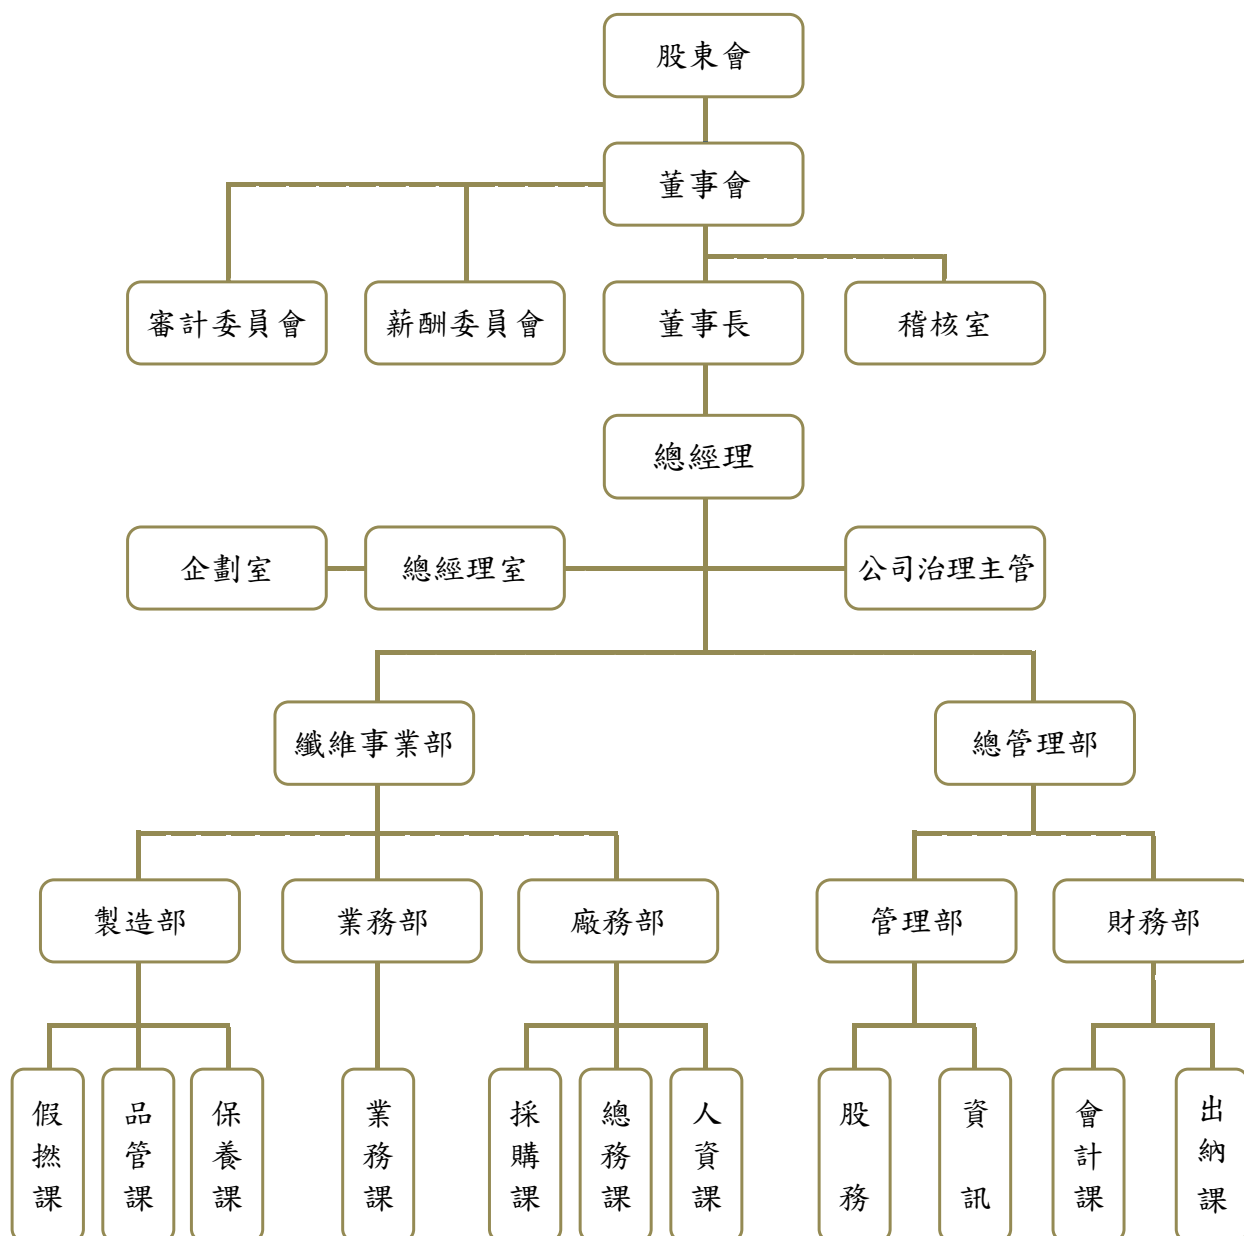 股東會
董事會
審計委員會
薪酬委員會
董事長
稽核室
總經理
企劃室
總經理室
公司治理主管
纖維事業部
總管理部
製造部
業務部
廠務部
管理部
財務部
假撚課
品管課
保養課
業務課
採購課
總務課
人資課
股務
資訊
會計課
出納課